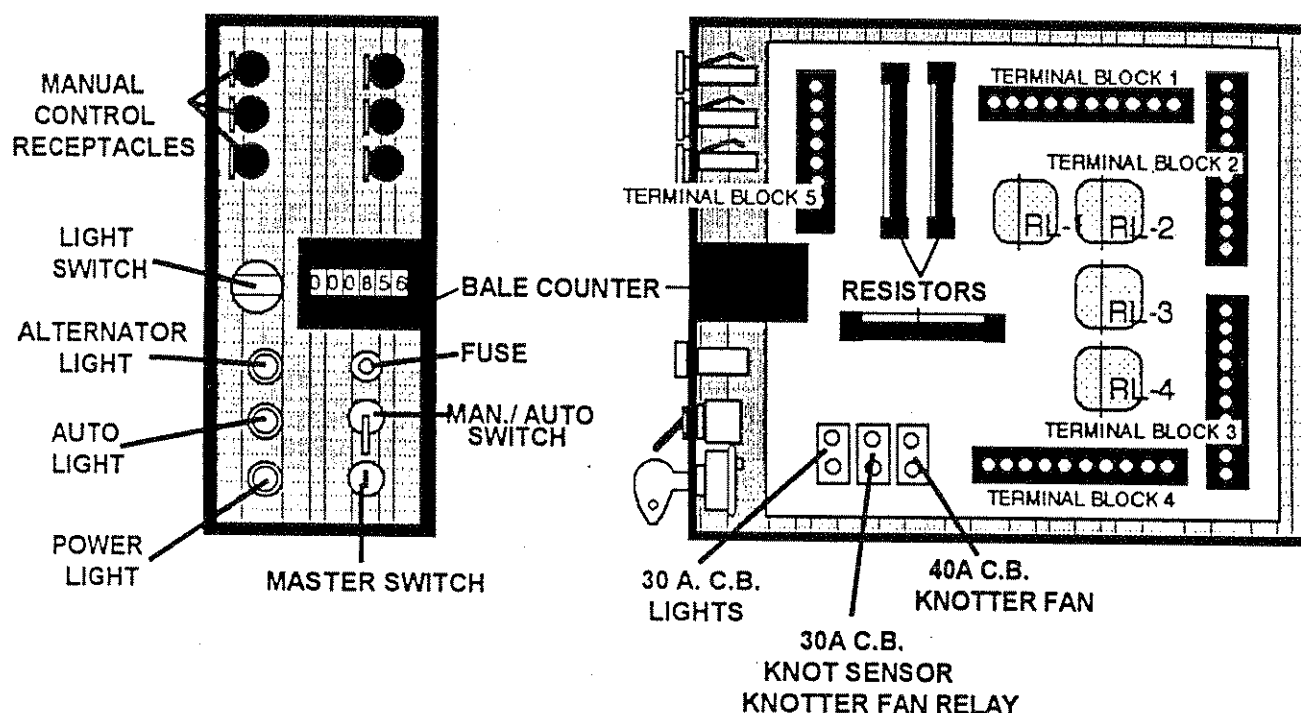 MANUAL
CONTROL
RECEPTACLES
LIGHT
SWITCH
ALTERNATOR
LIGHT
AUTO
LIGHT
POWER
LIGHT
000856
BALE COUNTER
FUSE
MAN./ AUTO
SWITCH
MASTER SWITCH
TERMINAL BLOCK 1
TERMINAL BLOCK 2
TERMINAL BLOCK 5
RL-1
RL-2
RESISTORS
RL-3
RL-4
TERMINAL BLOCK 3
TERMINAL BLOCK 4
30 A. C.B.
LIGHTS
40A C.B.
KNOTTER FAN
30A C.B.
KNOT SENSOR
KNOTTER FAN RELAY